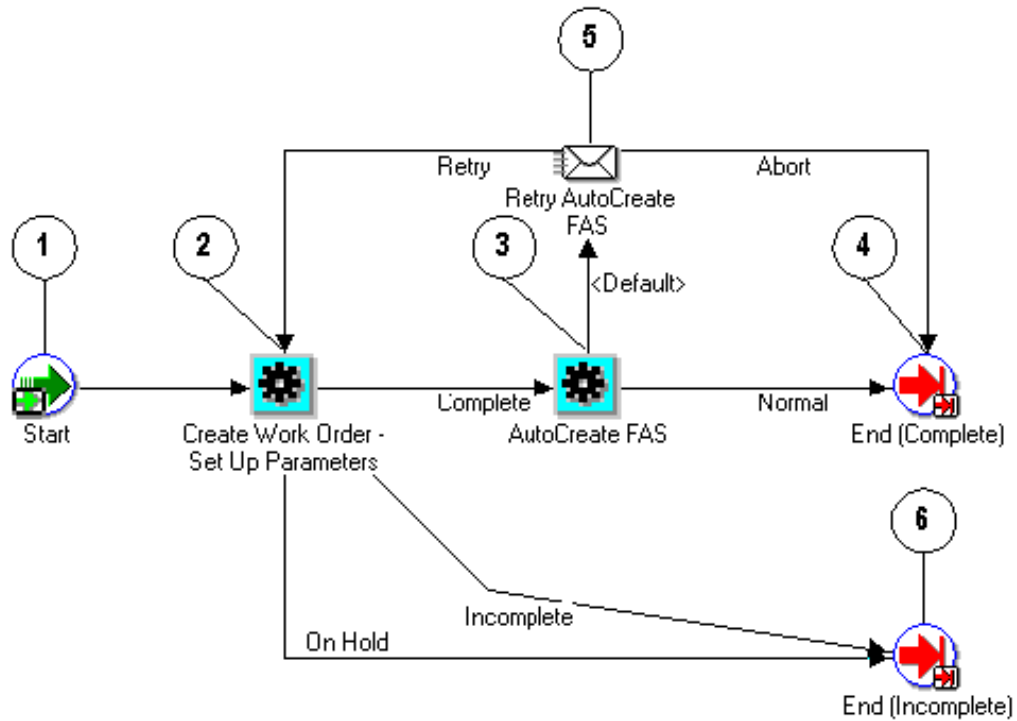 5
Retry
Abort
Retry AutoCreate
FAS
1
2
3
4
<Default>
Complete
Normal
Start
Create Work Order -
Set Up Parameters
AutoCreate FAS
End (Complete)
6
Incomplete
On Hold
End (Incomplete)